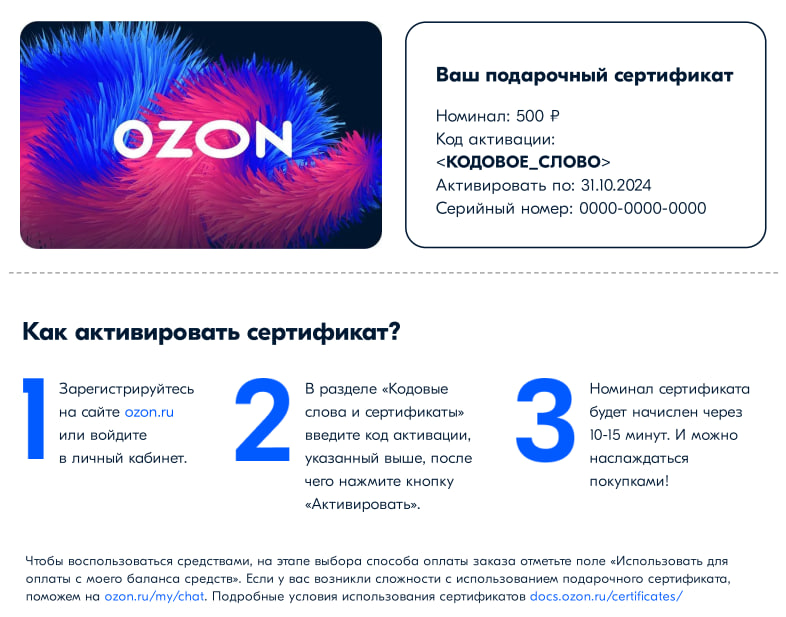 OZON
Ваш подарочный сертификат
Номинал: 500 ₽
Код активации:
<КОДОВОЕ_СЛОВО>
Активировать по: 31.10.2024
Серийный номер: 0000-0000-0000
Как активировать сертификат?
1
Зарегистрируйтесь
на сайте ozon.ru
или войдите
в личный кабинет.
2
В разделе «Кодовые
слова и сертификаты»
введите код активации,
указанный выше, после
чего нажмите кнопку
«Активировать».
3
Номинал сертификата
будет начислен через
10-15 минут. И можно
наслаждаться
покупками!
Чтобы воспользоваться средствами, на этапе выбора способа оплаты заказа отметьте поле «Использовать для
оплаты с моего баланса средств». Если у вас возникли сложности с использованием подарочного сертификата,
поможем на ozon.ru/my/chat. Подробные условия использования сертификатов docs.ozon.ru/certificates/